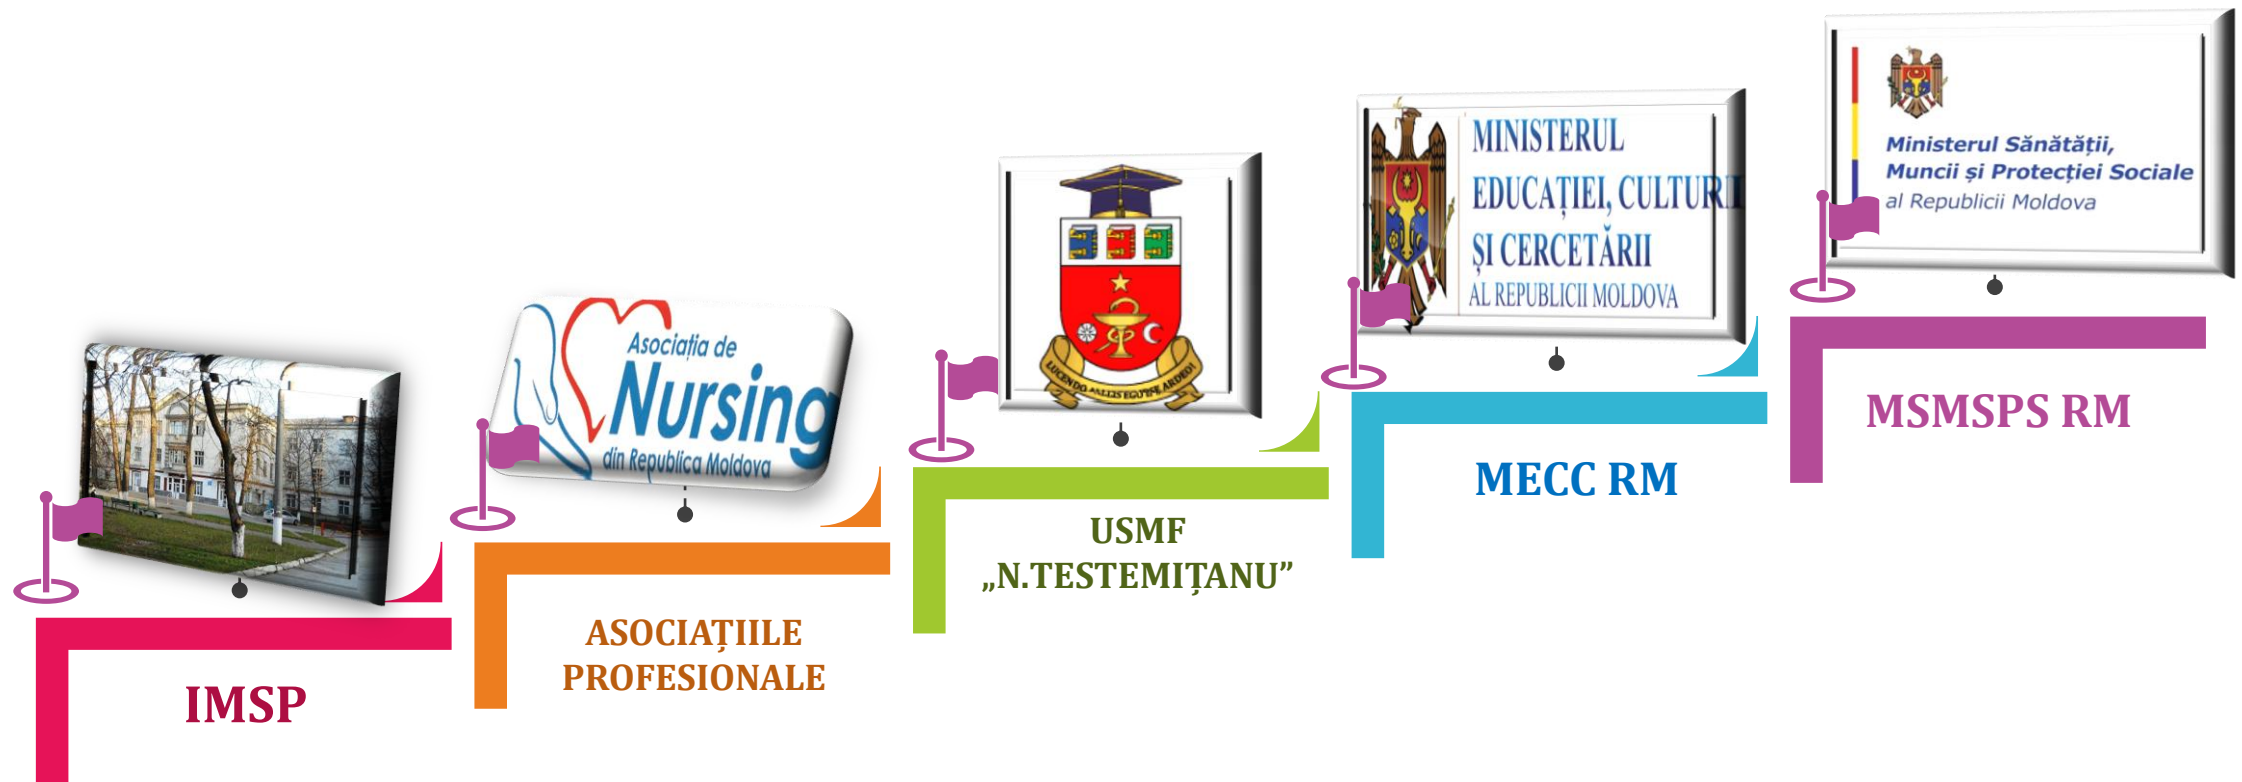 IMSP
Asociația de
Nursing
din Republica Moldova
ASOCIAȚIILE
PROFESIONALE
USMF
„N.TESTEMIȚANU”
MINISTERUL
EDUCAȚIEI, CULTURII
ȘI CERCETĂRII
AL REPUBLICII MOLDOVA
MECC RM
Ministerul Sănătății,
Muncii și Protecției Sociale
al Republicii Moldova
MSMSPS RM